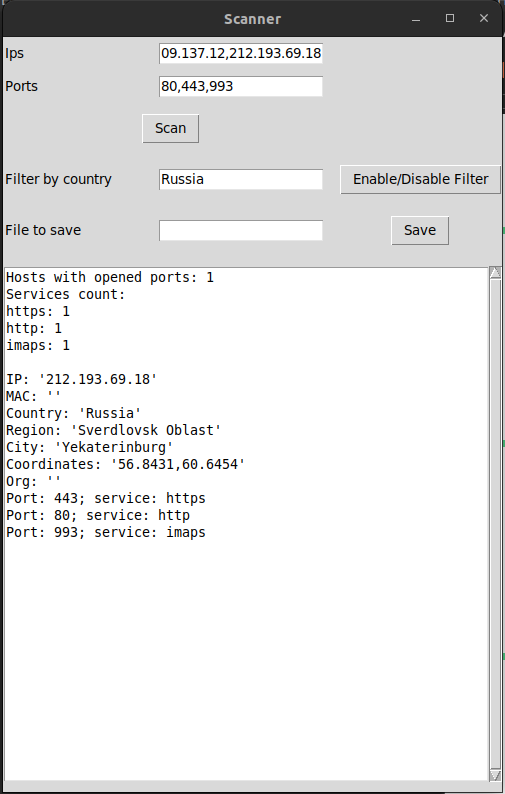 Scanner
Ips 09.137.12,212.193.69.18
Ports 80,443,993
Scan
Filter by country Russia Enable/Disable Filter
File to save Save
Hosts with opened ports: 1
Services count:
https: 1
http: 1
imaps: 1
IP: '212.193.69.18'
MAC: ''
Country: 'Russia'
Region: 'Sverdlovsk Oblast'
City: 'Yekaterinburg'
Coordinates: '56.8431,60.6454'
Org: ''
Port: 443; service: https
Port: 80; service: http
Port: 993; service: imaps